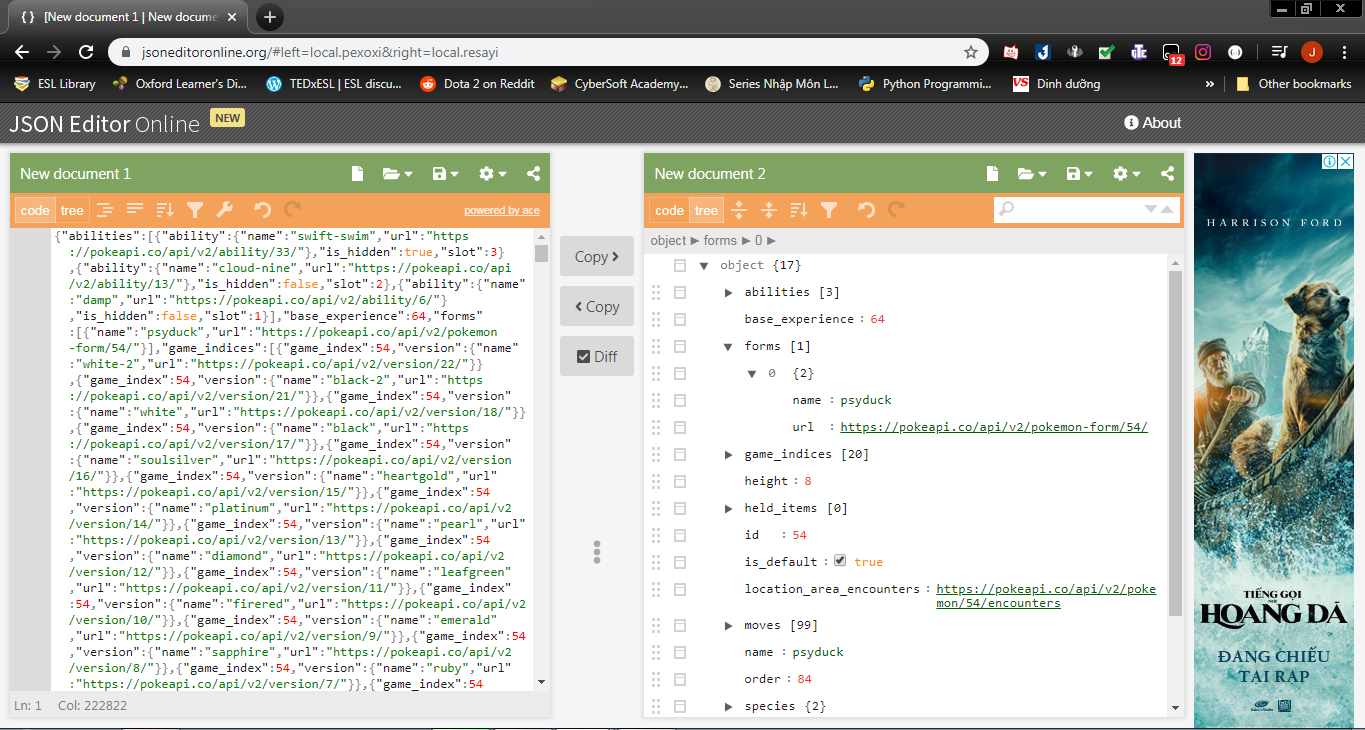 [New document 1 | New docume
jsoneditoronline.org/#left=local.pexoxi&right=local.resayi
12
J
ESL Library
Oxford Learner's Di...
TEDxESL | ESL discu...
Dota 2 on Reddit
CyberSoft Academy...
Series Nhập Môn L...
Python Programmi...
VS
Dinh dưỡng
»
Other bookmarks
JSON Editor Online NEW
About
New document 1
code tree
powered by ace
{"abilities":[{"ability":{"name":"swift-swim","url":"https
://pokeapi.co/api/v2/ability/33/"},"is_hidden":true,"slot":3}
,{"ability":{"name":"cloud-nine","url":"https://pokeapi.co/api
/v2/ability/13/"},"is_hidden":false,"slot":2},{"ability":{"name"
:"damp","url":"https://pokeapi.co/api/v2/ability/6/"}
,"is_hidden":false,"slot":1}],"base_experience":64,"forms"
:[{"name":"psyduck","url":"https://pokeapi.co/api/v2/pokemon
-form/54/"}],"game_indices":[{"game_index":54,"version":{"name"
:"white-2","url":"https://pokeapi.co/api/v2/version/22/"}}
,{"game_index":54,"version":{"name":"black-2","url":"https
://pokeapi.co/api/v2/version/21/"}},{"game_index":54,"version"
:{"name":"white","url":"https://pokeapi.co/api/v2/version/18/"}}
,{"game_index":54,"version":{"name":"black","url":"https
://pokeapi.co/api/v2/version/17/"}},{"game_index":54,"version"
:{"name":"soulsilver","url":"https://pokeapi.co/api/v2/version
/16/"}},{"game_index":54,"version":{"name":"heartgold","url"
:"https://pokeapi.co/api/v2/version/15/"}},{"game_index":54
,"version":{"name":"platinum","url":"https://pokeapi.co/api/v2
/version/14/"}},{"game_index":54,"version":{"name":"pearl","url"
:"https://pokeapi.co/api/v2/version/13/"}},{"game_index":54
,"version":{"name":"diamond","url":"https://pokeapi.co/api/v2
/version/12/"}},{"game_index":54,"version":{"name":"leafgreen"
,"url":"https://pokeapi.co/api/v2/version/11/"}},{"game_index"
:54,"version":{"name":"firered","url":"https://pokeapi.co/api/v2
/version/10/"}},{"game_index":54,"version":{"name":"emerald"
,"url":"https://pokeapi.co/api/v2/version/9/"}},{"game_index":54
,"version":{"name":"sapphire","url":"https://pokeapi.co/api/v2
/version/8/"}},{"game_index":54,"version":{"name":"ruby","url"
:"https://pokeapi.co/api/v2/version/7/"}},{"game_index":54
Ln: 1 Col: 222822
Copy >
< Copy
Diff
New document 2
code tree
object ▶ forms ▶ 0 ▶
object {17}
abilities [3]
base_experience : 64
forms [1]
0 {2}
name : psyduck
url : https://pokeapi.co/api/v2/pokemon-form/54/
game_indices [20]
height : 8
held_items [0]
id : 54
is_default : true
location_area_encounters : https://pokeapi.co/api/v2/poke
mon/54/encounters
moves [99]
name : psyduck
order : 84
species {2}
HARRISON FORD
TIẾNG GỌI
NƠI
HOANG DÃ
ĐANG CHIẾU
TẠI RẠP